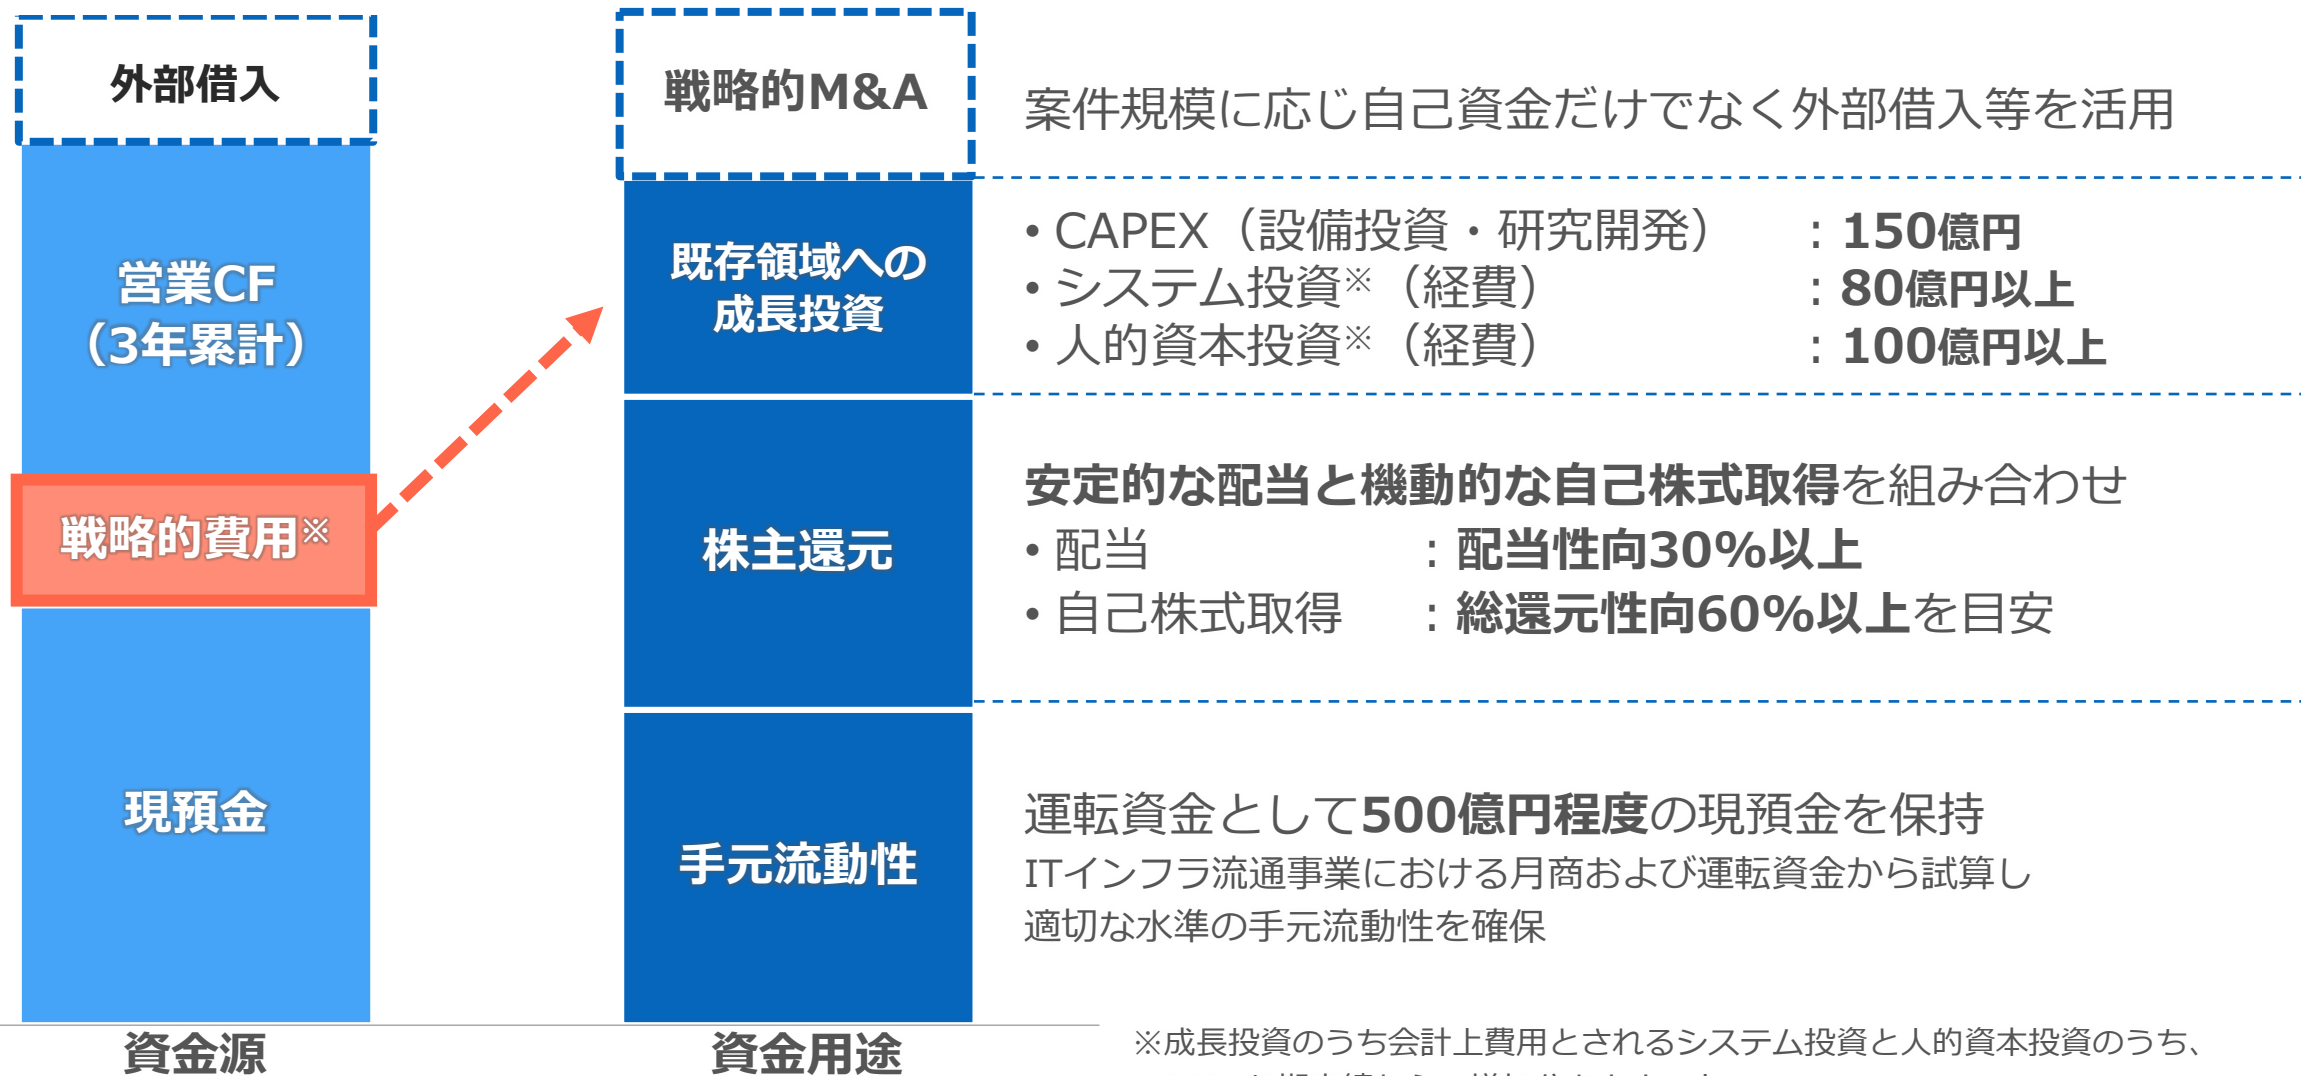 外部借入
営業CF
（3年累計）
戦略的費用※
現預金
資金源
戦略的M&A
既存領域への
成長投資
株主還元
手元流動性
資金用途
案件規模に応じ自己資金だけでなく外部借入等を活用
• CAPEX（設備投資・研究開発）　：150億円
• システム投資※（経費）　：80億円以上
• 人的資本投資※（経費）　：100億円以上
安定的な配当と機動的な自己株式取得を組み合わせ
• 配当　：配当性向30%以上
• 自己株式取得　：総還元性向60%以上を目安
運転資金として500億円程度の現預金を保持
ITインフラ流通事業における月商および運転資金から試算し
適切な水準の手元流動性を確保
※成長投資のうち会計上費用とされるシステム投資と人的資本投資のうち、